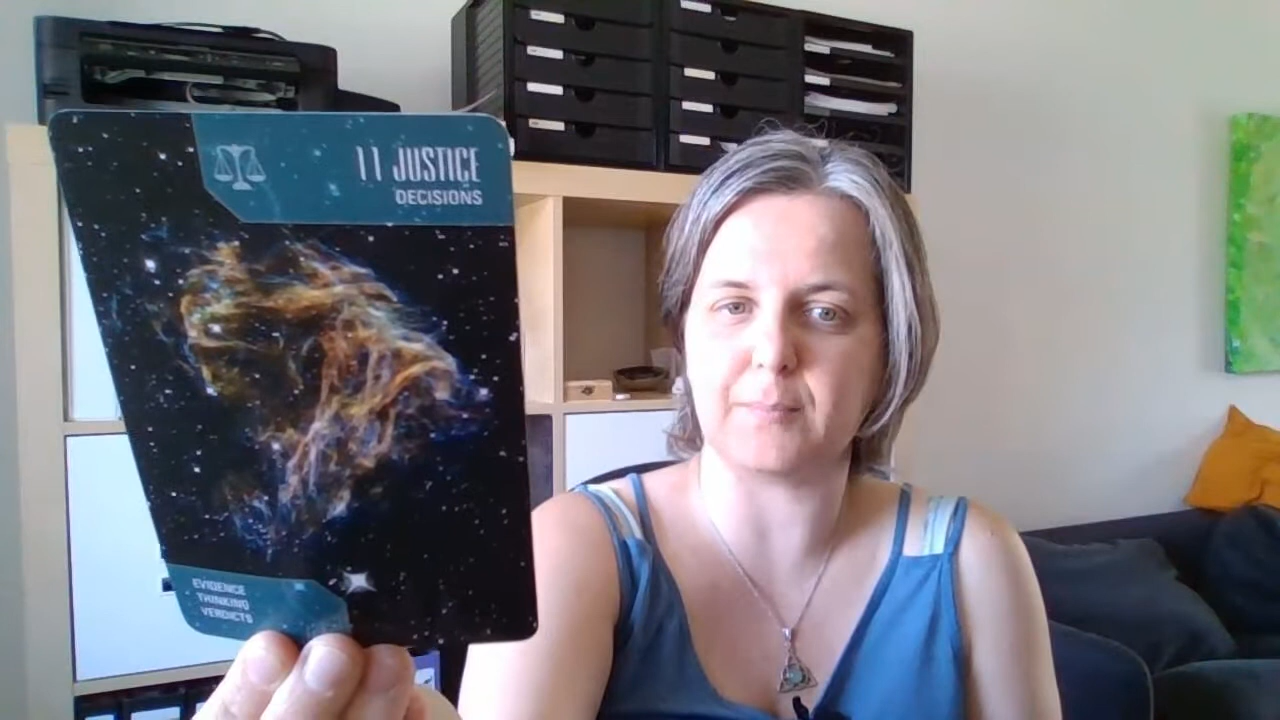 11 JUSTICE
DECISIONS
EVIDENCE
THINKING
VERDICTS